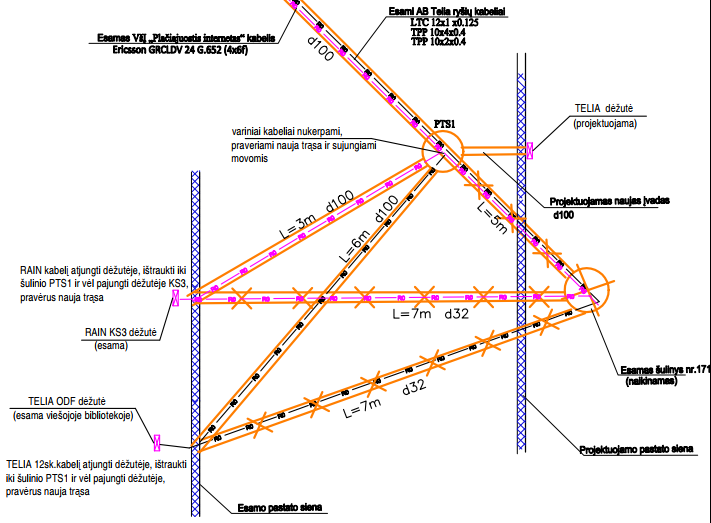 Esamas VšĮ „Plačiajuostis internetas“ kabelis
Ericsson GRCLDV 24 G.652 (4x6f)
d100
Esami AB Telia ryšių kabeliai
LTC 12x1 x0.125
TPP 10x4x0.4
TPP 10x2x0.4
PTS1
TELIA dėžutė
(projektuojama)
variniai kabeliai nukerpami,
praveriami nauja trąsa ir sujungiami
movomis
Projektuojamas naujas įvadas
d100
L=3m d100
L=6m d100
L=5m
RAIN kabelį atjungti dėžutėje, ištraukti iki
šulinio PTS1 ir vėl pajungti dėžutėje KS3,
pravėrus nauja trąsa
L=7m d32
RAIN KS3 dėžutė
(esama)
Esamas šulinys nr.171
(naikinamas)
L=7m d32
TELIA ODF dėžutė
(esama viešojoje bibliotekoje)
Projektuojamo pastato siena
TELIA 12sk.kabelį atjungti dėžutėje, ištraukti
iki šulinio PTS1 ir vėl pajungti dėžutėje,
pravėrus nauja trąsa
Esamo pastato siena